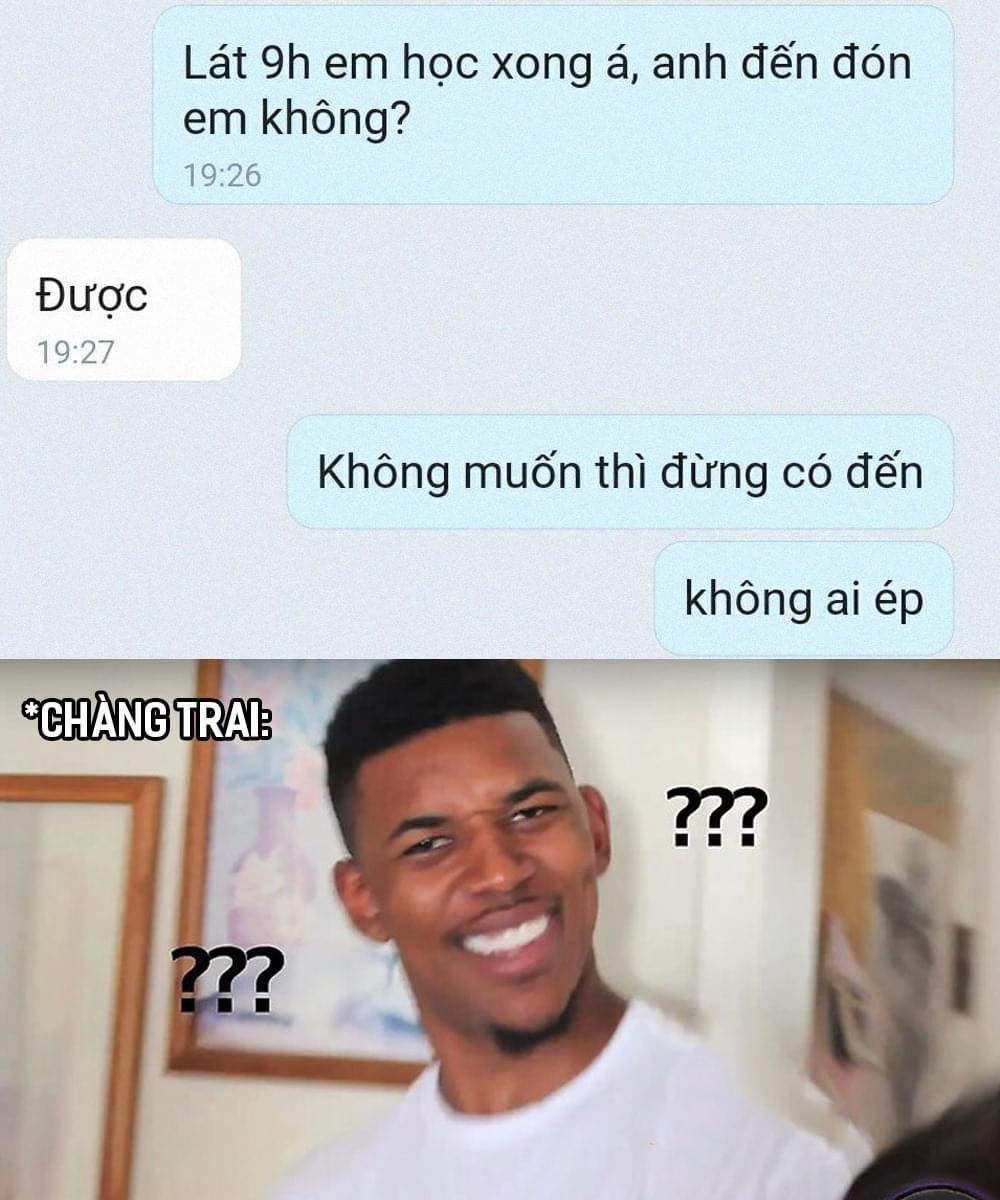 Lát 9h em học xong á, anh đến đón
em không?
19:26
Được
19:27
Không muốn thì đừng có đến
không ai ép
*CHÀNG TRAI:
???
???